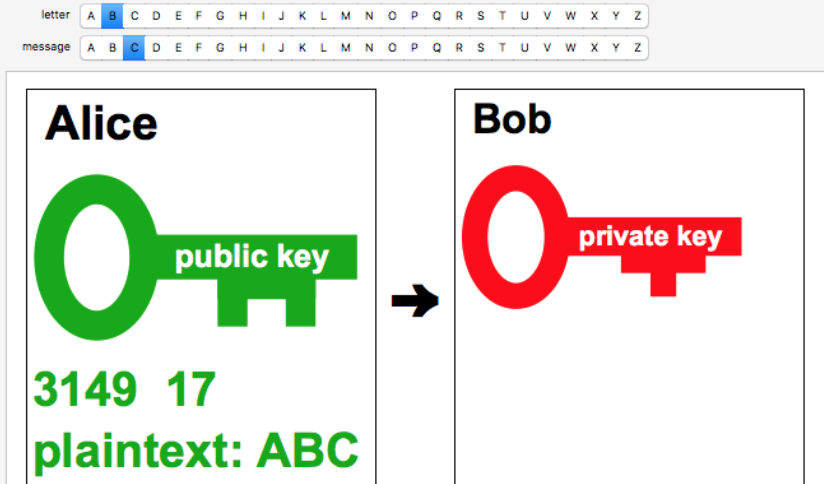 letter A B C D E F G H I J K L M N O P Q R S T U V W X Y Z
message A B C D E F G H I J K L M N O P Q R S T U V W X Y Z
Alice
public key
3149 17
plaintext: ABC
Bob
private key